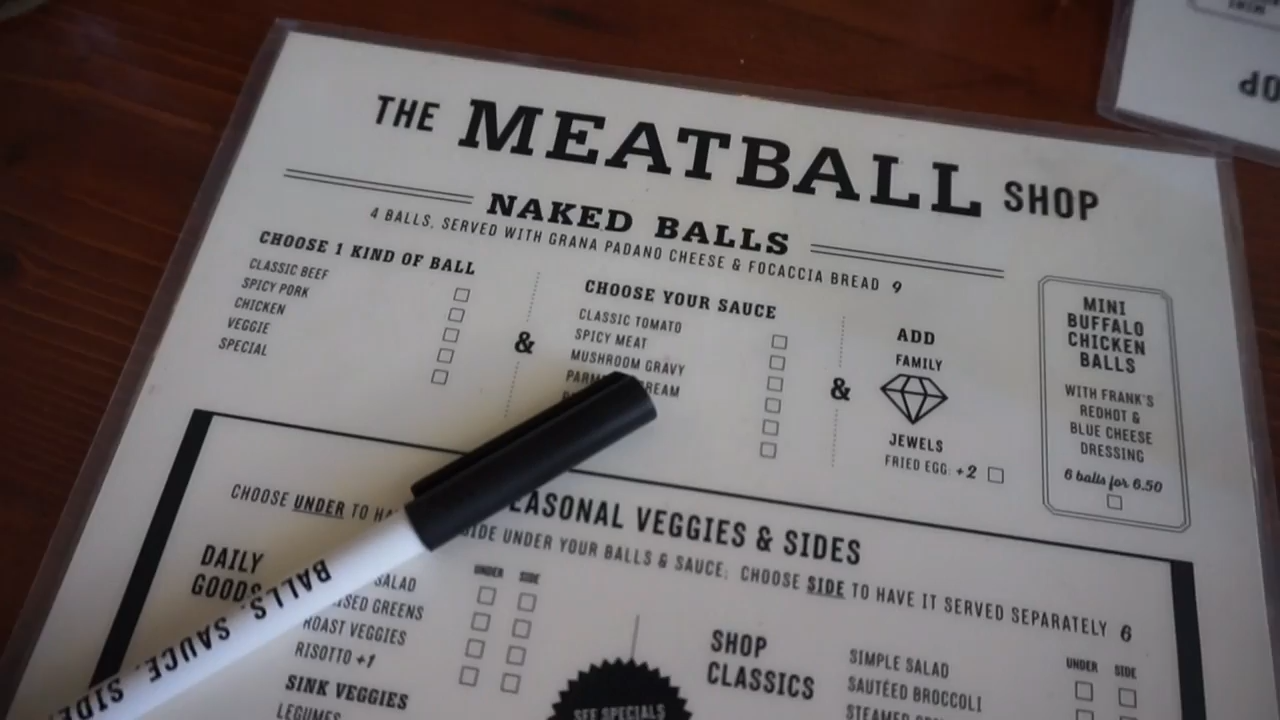 THE MEATBALL SHOP
NAKED BALLS
4 BALLS, SERVED WITH GRANA PADANO CHEESE & FOCACCIA BREAD 9
CHOOSE 1 KIND OF BALL
CLASSIC BEEF
SPICY PORK
CHICKEN
VEGGIE
SPECIAL
&
CHOOSE YOUR SAUCE
CLASSIC TOMATO
SPICY MEAT
MUSHROOM GRAVY
&
ADD
FAMILY
JEWELS
FRIED EGG: +2
MINI
BUFFALO
CHICKEN
BALLS
WITH FRANK'S
REDHOT &
BLUE CHEESE
DRESSING
6 balls for 6.50
EASONAL VEGGIES & SIDES
CHOOSE UNDER TO
UNDER YOUR BALLS & SAUCE; CHOOSE SIDE TO HAVE IT SERVED SEPARATELY 6
DAILY
GOODS
UNDER SIDE
SALAD
GREENS
ROAST VEGGIES
RISOTTO +1
SINK VEGGIES
LEGUMES
SEE SPECIALS
SHOP
CLASSICS
UNDER SIDE
SIMPLE SALAD
SAUTÉED BROCCOLI
STEAMED
BALLS, SAUCE, SIDE,
OP